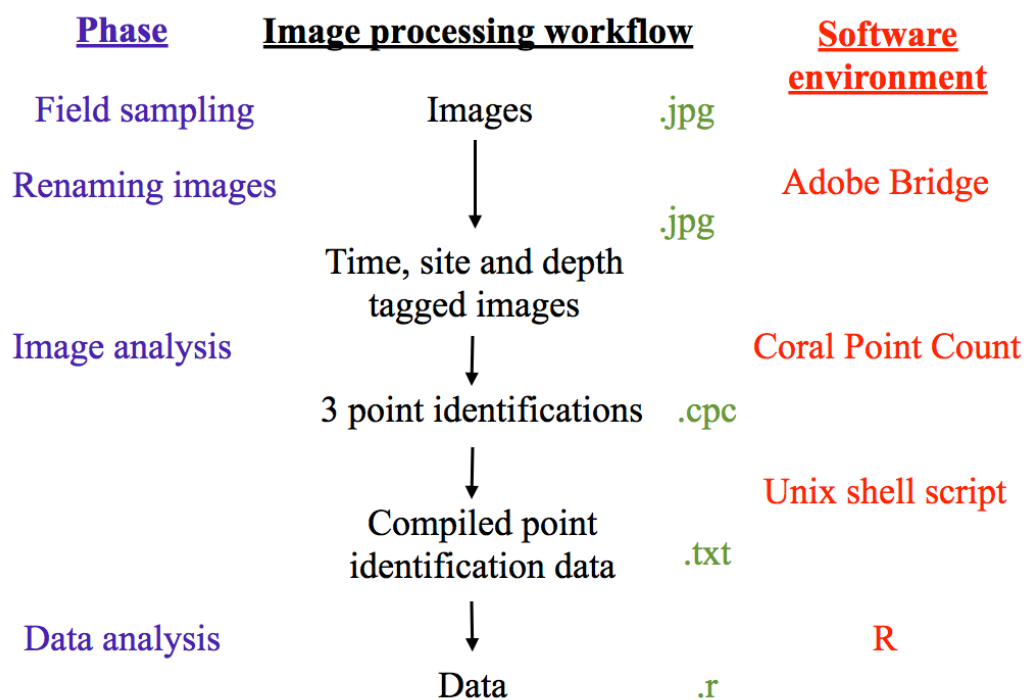 Phase Image processing workflow Software
environment
Field sampling Images .jpg
Renaming images Adobe Bridge
.jpg
Time, site and depth
tagged images
Image analysis Coral Point Count
3 point identifications .cpc
Unix shell script
Compiled point
identification data .txt
Data analysis R
Data .r